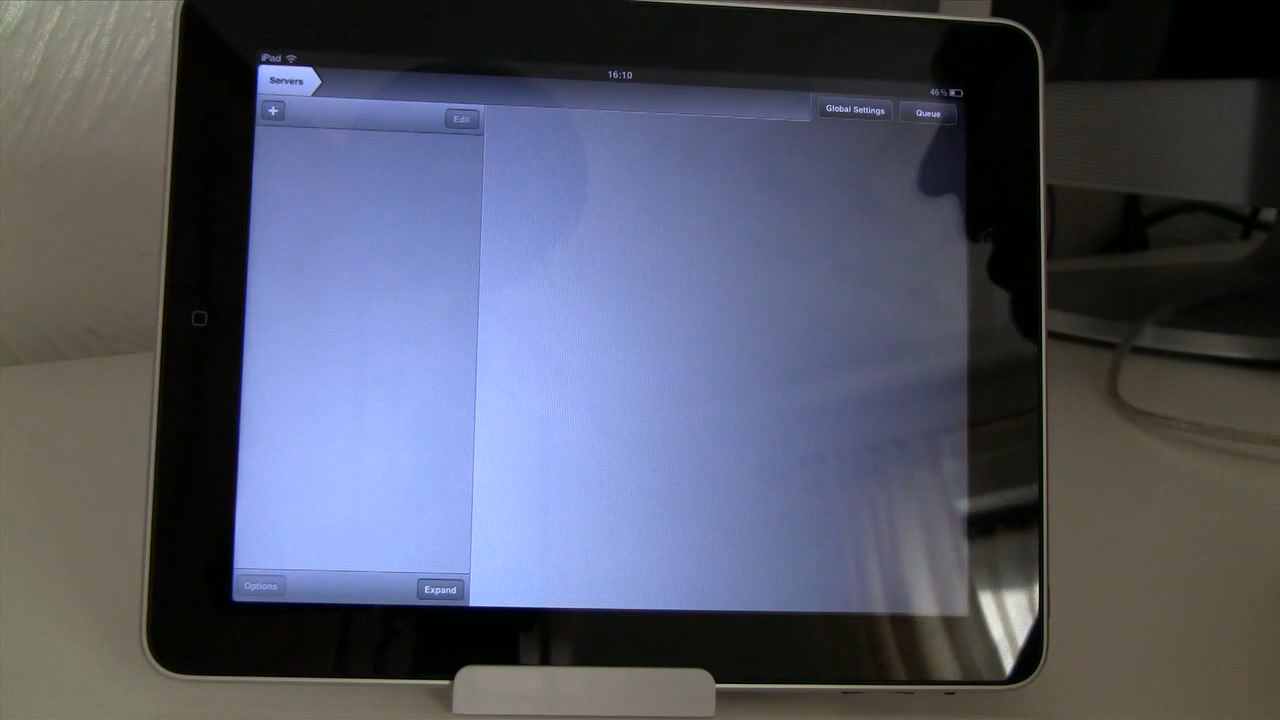 iPad
16:10
46%
Servers
Global Settings
Queue
+
Edit
Options
Expand